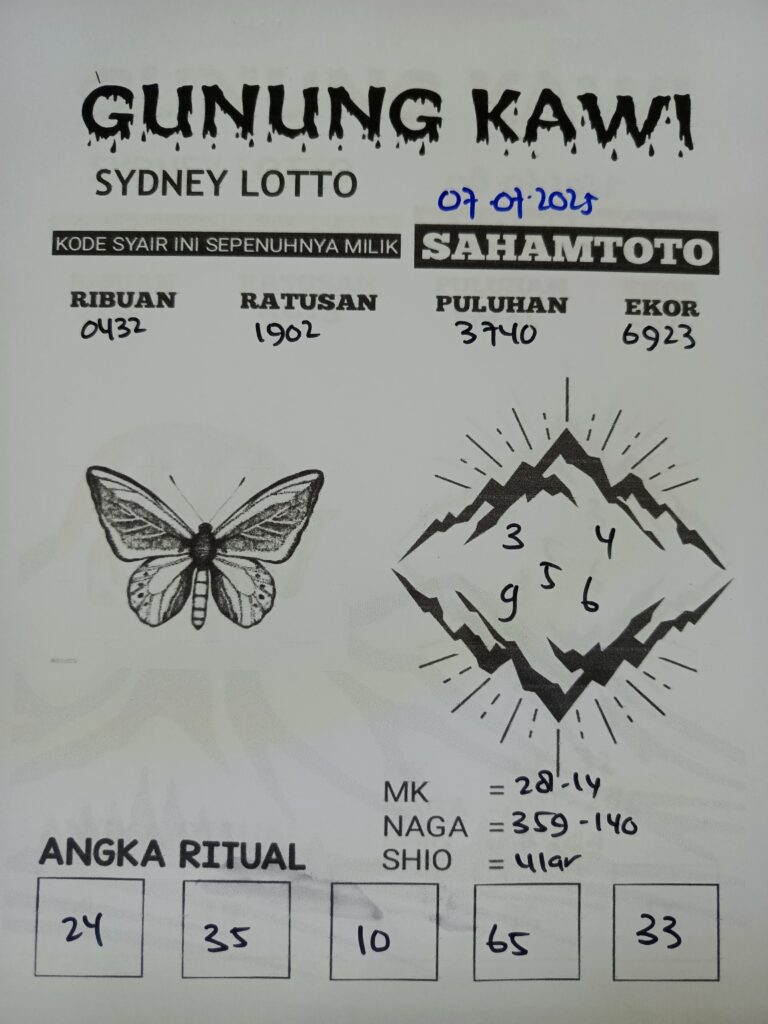 GUNUNG KAWI
SYDNEY LOTTO
07.07.2025
KODE SYAIR INI SEPENUHNYA MILIK SAHAMTOTO
RIBUAN RATUSAN PULUHAN EKOR
0432 1902 3740 6923
3 4
5
9 6
MK = 28-14
NAGA = 359-140
SHIO = ular
ANGKA RITUAL
24 35 10 65 33